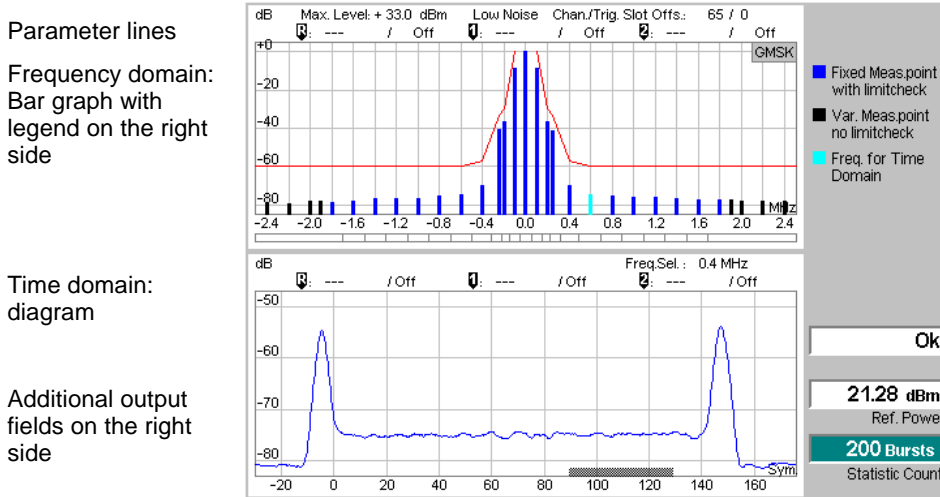 Parameter lines
Frequency domain:
Bar graph with
legend on the right
side
Time domain:
diagram
Additional output
fields on the right
side
dB Max. Level: + 33.0 dBm Low Noise Chan./Trig. Slot Offs.: 65 / 0
R: --- / Off 1: --- / Off 2: --- / Off
+0
GMSK
-20
-40
-60
-80
MHz
-2.4 -2.0 -1.6 -1.2 -0.8 -0.4 0.0 0.4 0.8 1.2 1.6 2.0 2.4
Fixed Meas.point
with limitcheck
Var. Meas.point
no limitcheck
Freq. for Time
Domain
dB Freq.Sel. : 0.4 MHz
R: --- / Off 1: --- / Off 2: --- / Off
-50
-60
-70
-80
Sym.
-20 0 20 40 60 80 100 120 140 160
Ok
21.28 dBm
Ref. Powe
200 Bursts
Statistic Count